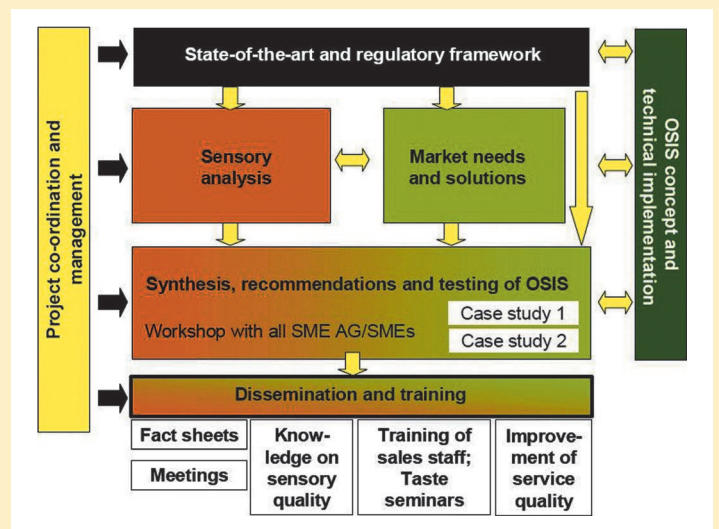 Project co-ordination and
management
State-of-the-art and regulatory framework
OSIS concept and
technical implementation
Sensory
analysis
Market needs
and solutions
Synthesis, recommendations and testing of OSIS
Workshop with all SME AG/SMEs
Case study 1
Case study 2
Dissemination and training
Fact sheets
Meetings
Know-
ledge on
sensory
quality
Training of
sales staff;
Taste
seminars
Improve-
ment of
service
quality